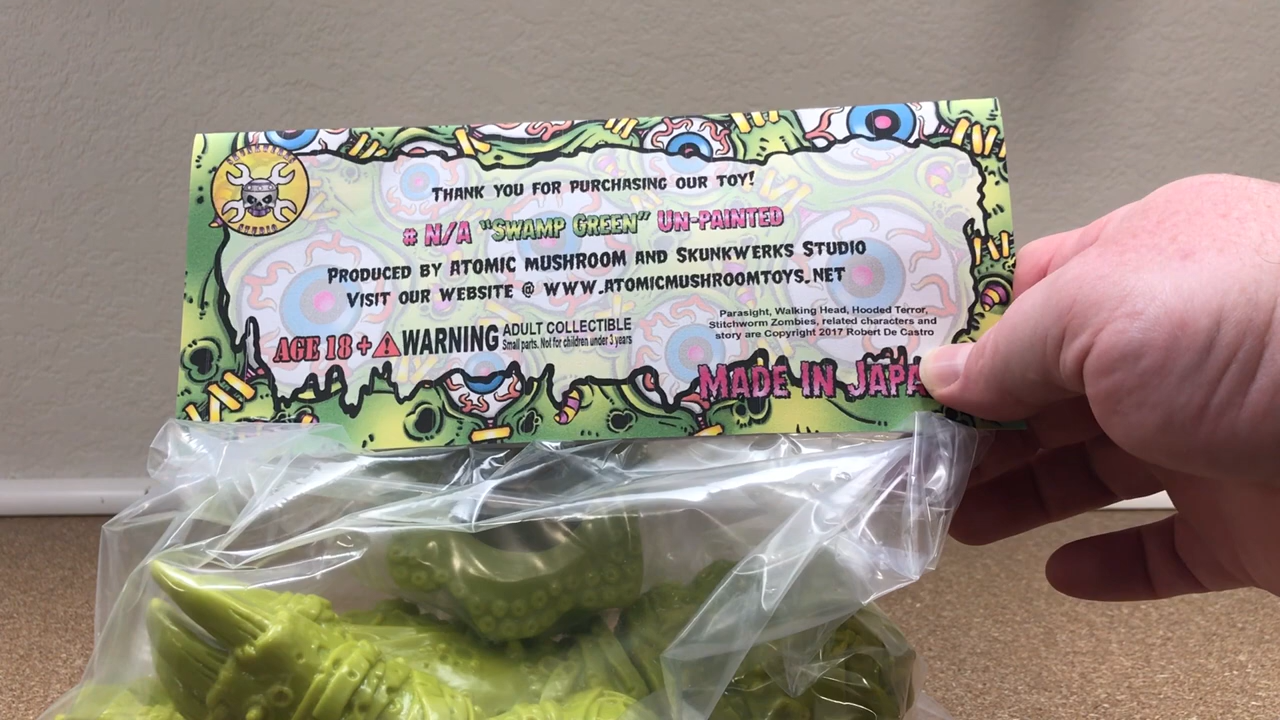 THANK YOU FOR PURCHASING OUR TOY!
# N/A "SWAMP GREEN" UN-PAINTED
PRODUCED BY ATOMIC MUSHROOM AND SKUNKWERKS STUDIO
VISIT OUR WEBSITE @ WWW.ATOMICMUSHROOMTOYS.NET
Parasight, Walking Head, Hooded Terror,
Stitchworm Zombies, related characters and
story are Copyright 2017 Robert De Castro
AGE 18+ WARNING ADULT COLLECTIBLE
Small parts. Not for children under 3 years
MADE IN JAPA